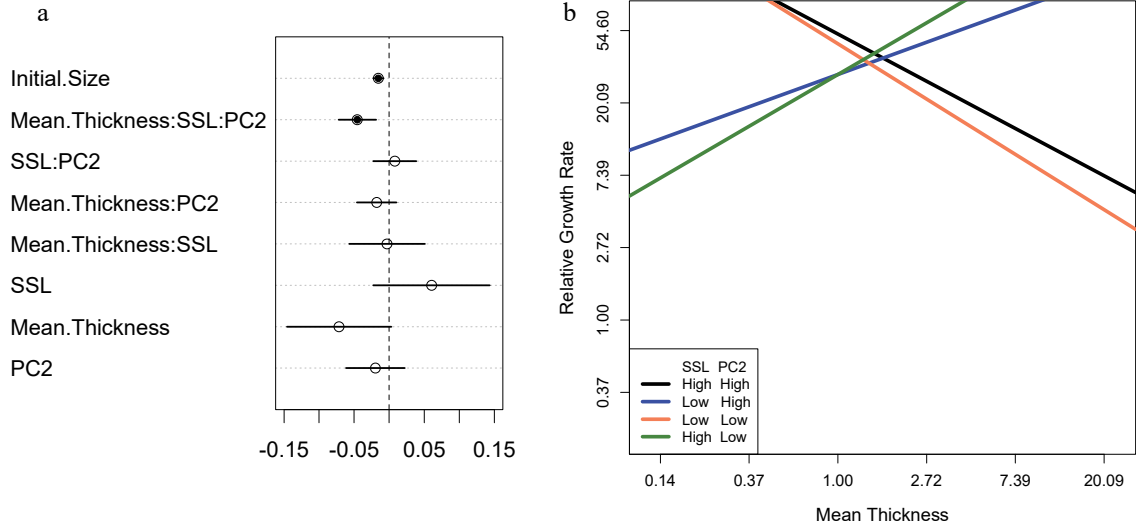 a
Initial.Size
Mean.Thickness:SSL:PC2
SSL:PC2
Mean.Thickness:PC2
Mean.Thickness:SSL
SSL
Mean.Thickness
PC2
-0.15 -0.05 0.05 0.15
b
Relative Growth Rate
54.60
20.09
7.39
2.72
1.00
0.37
SSL PC2
High High
Low High
Low Low
High Low
0.14 0.37 1.00 2.72 7.39 20.09
Mean Thickness